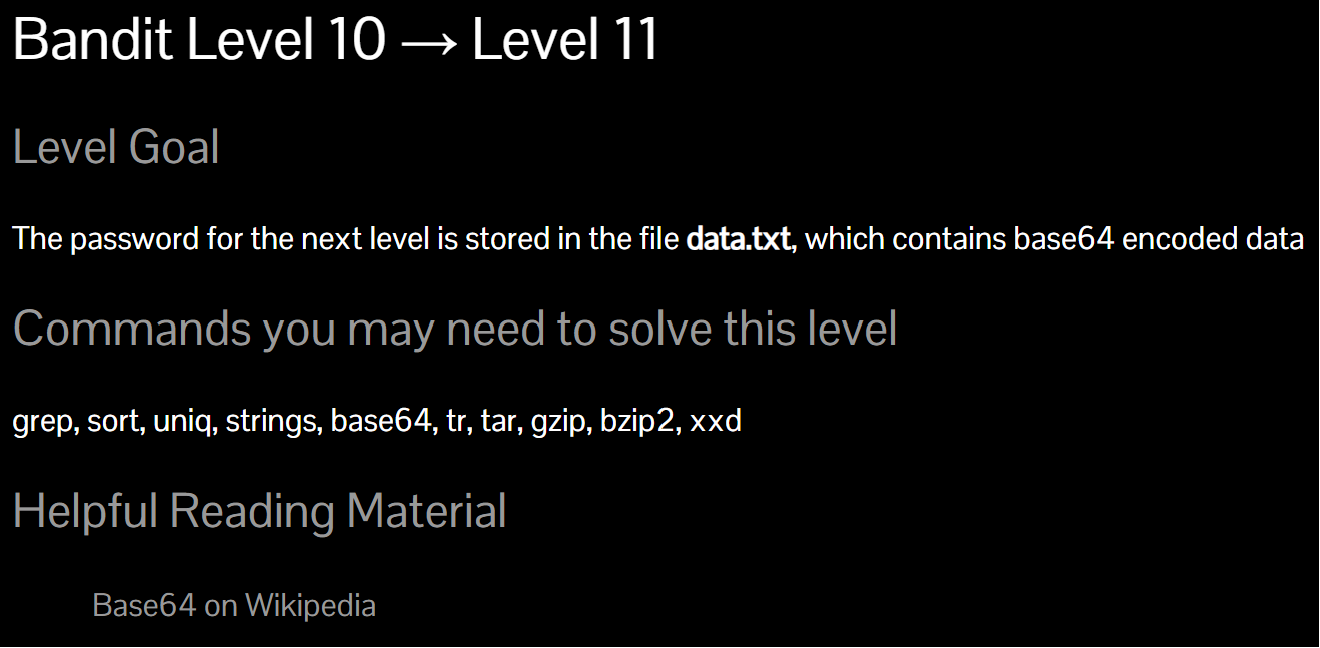 Bandit Level 10 → Level 11
Level Goal
The password for the next level is stored in the file data.txt, which contains base64 encoded data
Commands you may need to solve this level
grep, sort, uniq, strings, base64, tr, tar, gzip, bzip2, xxd
Helpful Reading Material
Base64 on Wikipedia